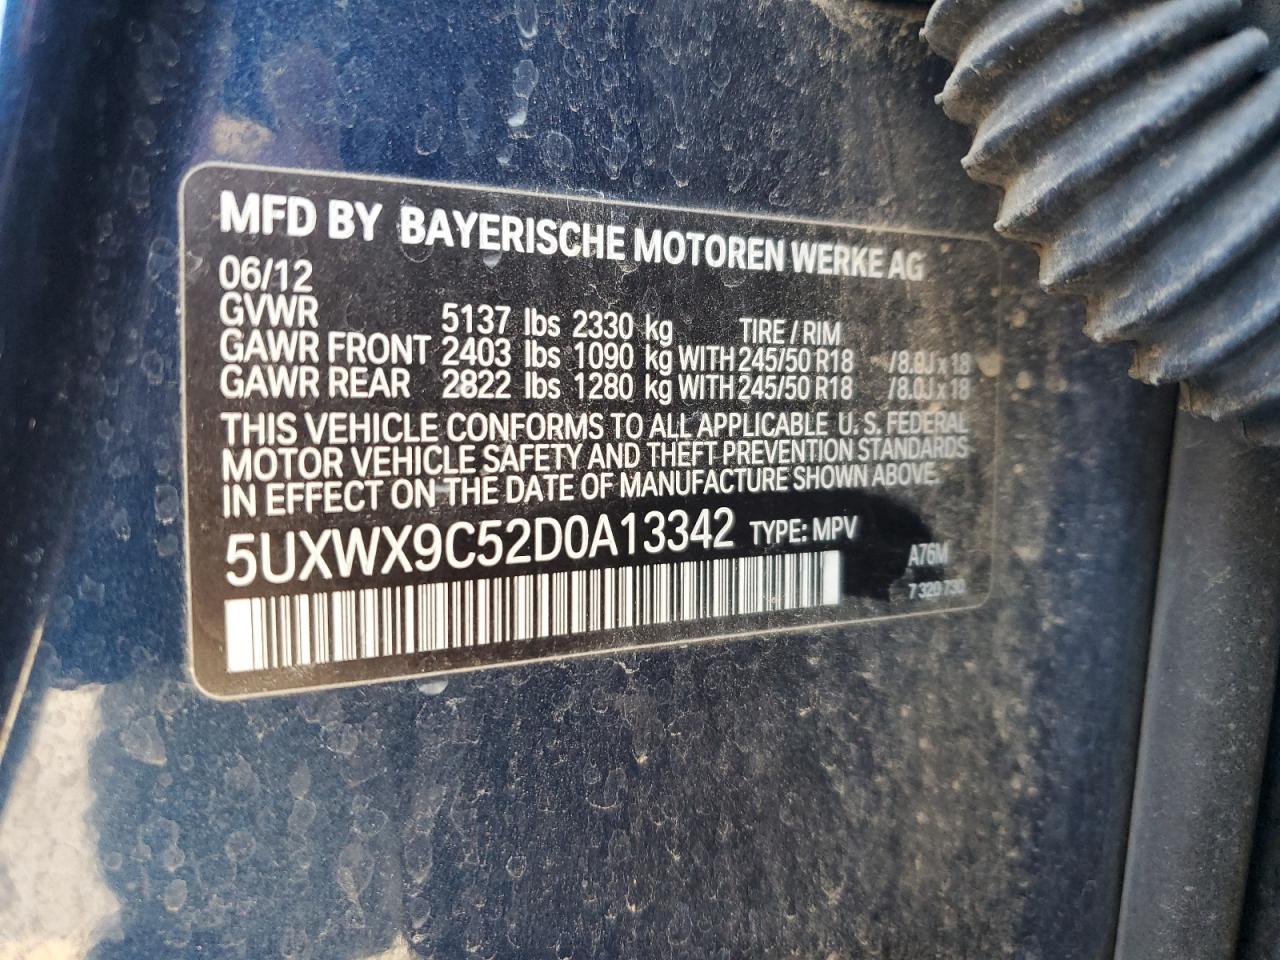 MFD BY BAYERISCHE MOTOREN WERKE AG
06/12
GVWR 5137 lbs 2330 kg TIRE / RIM
GAWR FRONT 2403 lbs 1090 kg WITH 245/50 R18 /8.0J x 18
GAWR REAR 2822 lbs 1280 kg WITH 245/50 R18 /8.0J x 18
THIS VEHICLE CONFORMS TO ALL APPLICABLE U. S. FEDERAL
MOTOR VEHICLE SAFETY AND THEFT PREVENTION STANDARDS
IN EFFECT ON THE DATE OF MANUFACTURE SHOWN ABOVE.
5UXWX9C52D0A13342 TYPE: MPV
A76M
7 320